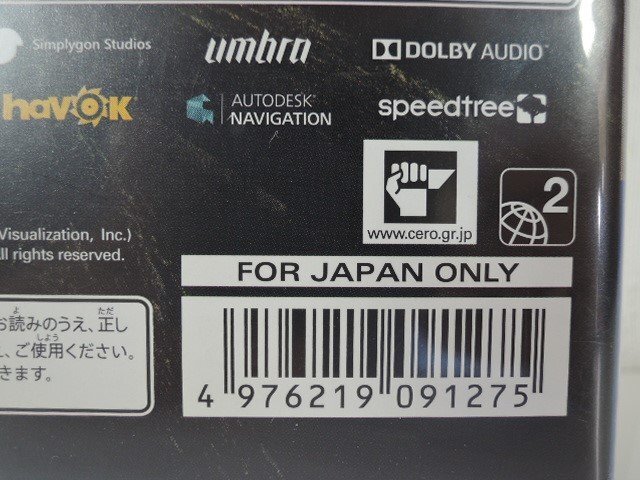 Simplygon Studios
umbra
DOLBY AUDIO™
havok
AUTODESK®
NAVIGATION
speedtree
www.cero.gr.jp
2
Visualization, Inc.)
ll rights reserved.
FOR JAPAN ONLY
お読みのうえ、正し
え、ご使用ください。
きます。
4 976219 091275